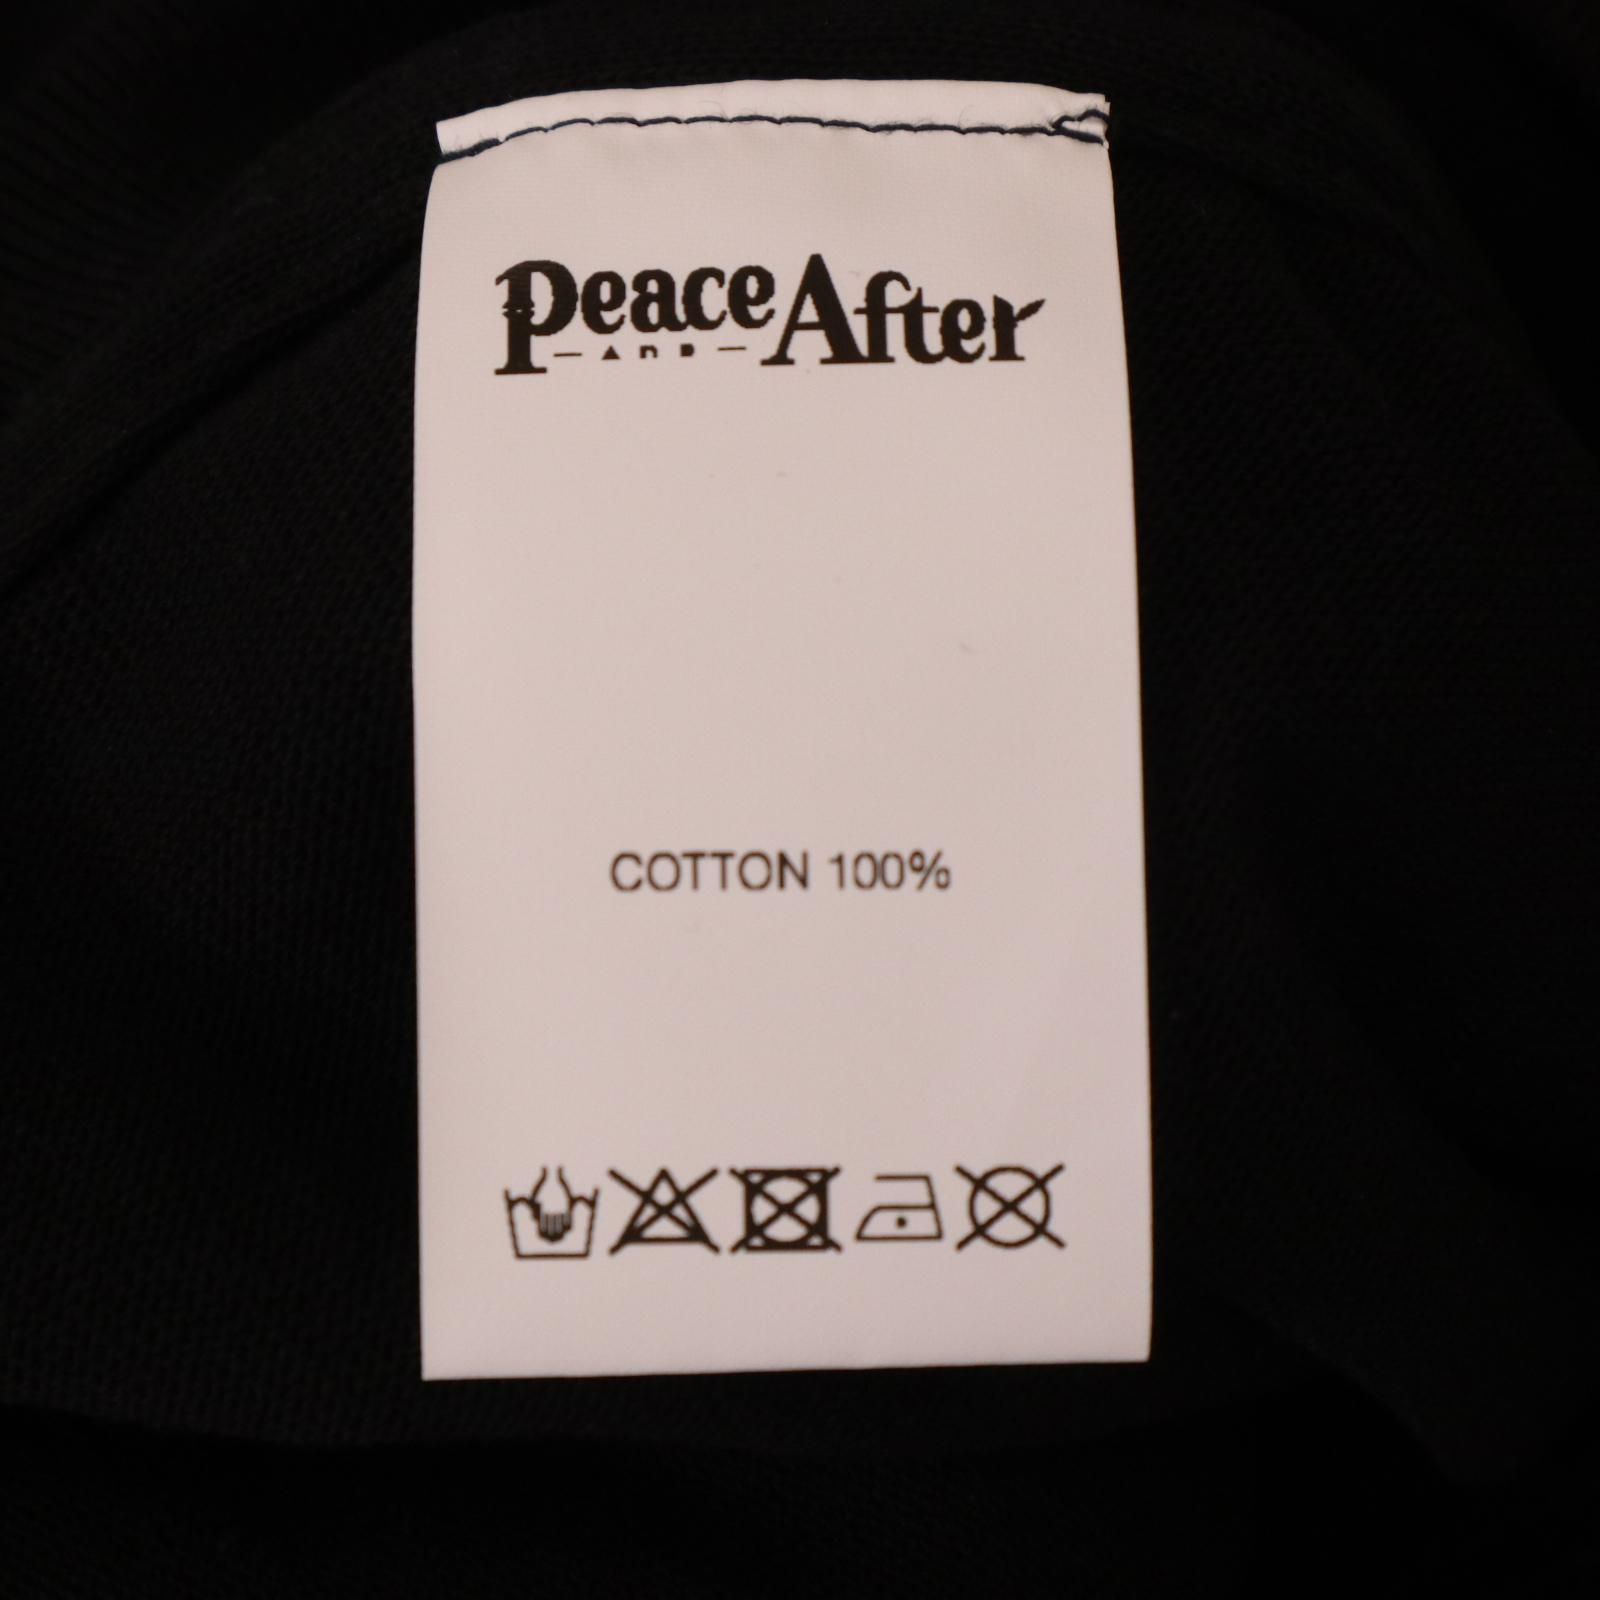 Peace After
AND
COTTON 100%